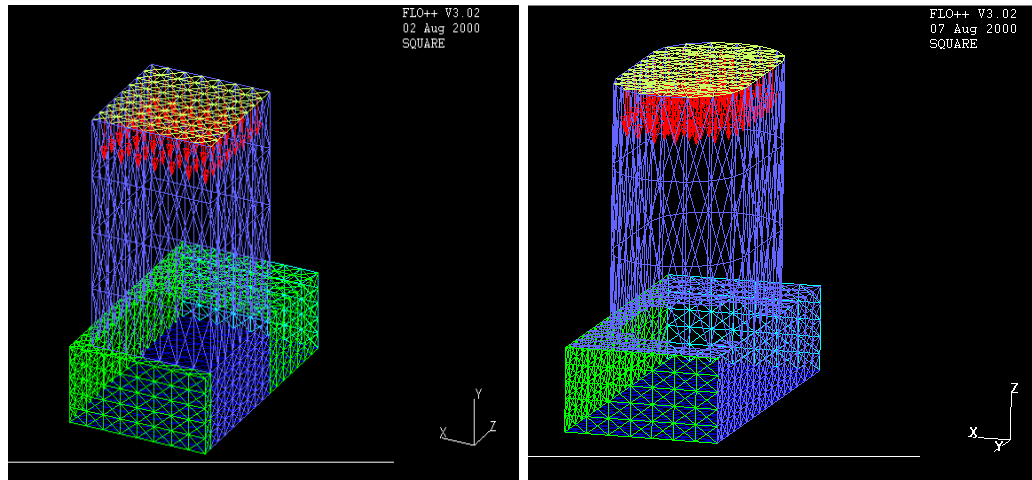 FLO++ V3.02
02 Aug 2000
SQUARE
Y
X
Z
FLO++ V3.02
07 Aug 2000
SQUARE
Z
X
Y